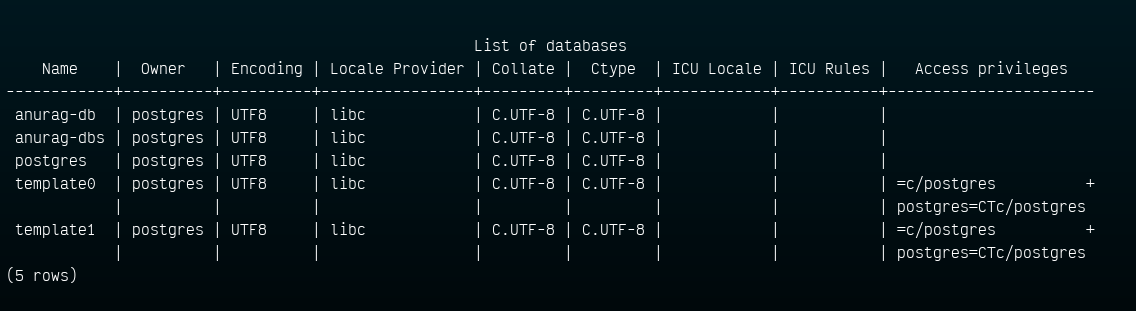 List of databases
    Name    |  Owner   | Encoding | Locale Provider | Collate |  Ctype  | ICU Locale | ICU Rules |   Access privileges
------------+----------+----------+-----------------+---------+---------+------------+-----------+-----------------------
 anurag-db  | postgres | UTF8     | libc            | C.UTF-8 | C.UTF-8 |            |           |
 anurag-dbs | postgres | UTF8     | libc            | C.UTF-8 | C.UTF-8 |            |           |
 postgres   | postgres | UTF8     | libc            | C.UTF-8 | C.UTF-8 |            |           |
 template0  | postgres | UTF8     | libc            | C.UTF-8 | C.UTF-8 |            |           | =c/postgres          +
            |          |          |                 |         |         |            |           | postgres=CTc/postgres
 template1  | postgres | UTF8     | libc            | C.UTF-8 | C.UTF-8 |            |           | =c/postgres          +
            |          |          |                 |         |         |            |           | postgres=CTc/postgres
(5 rows)